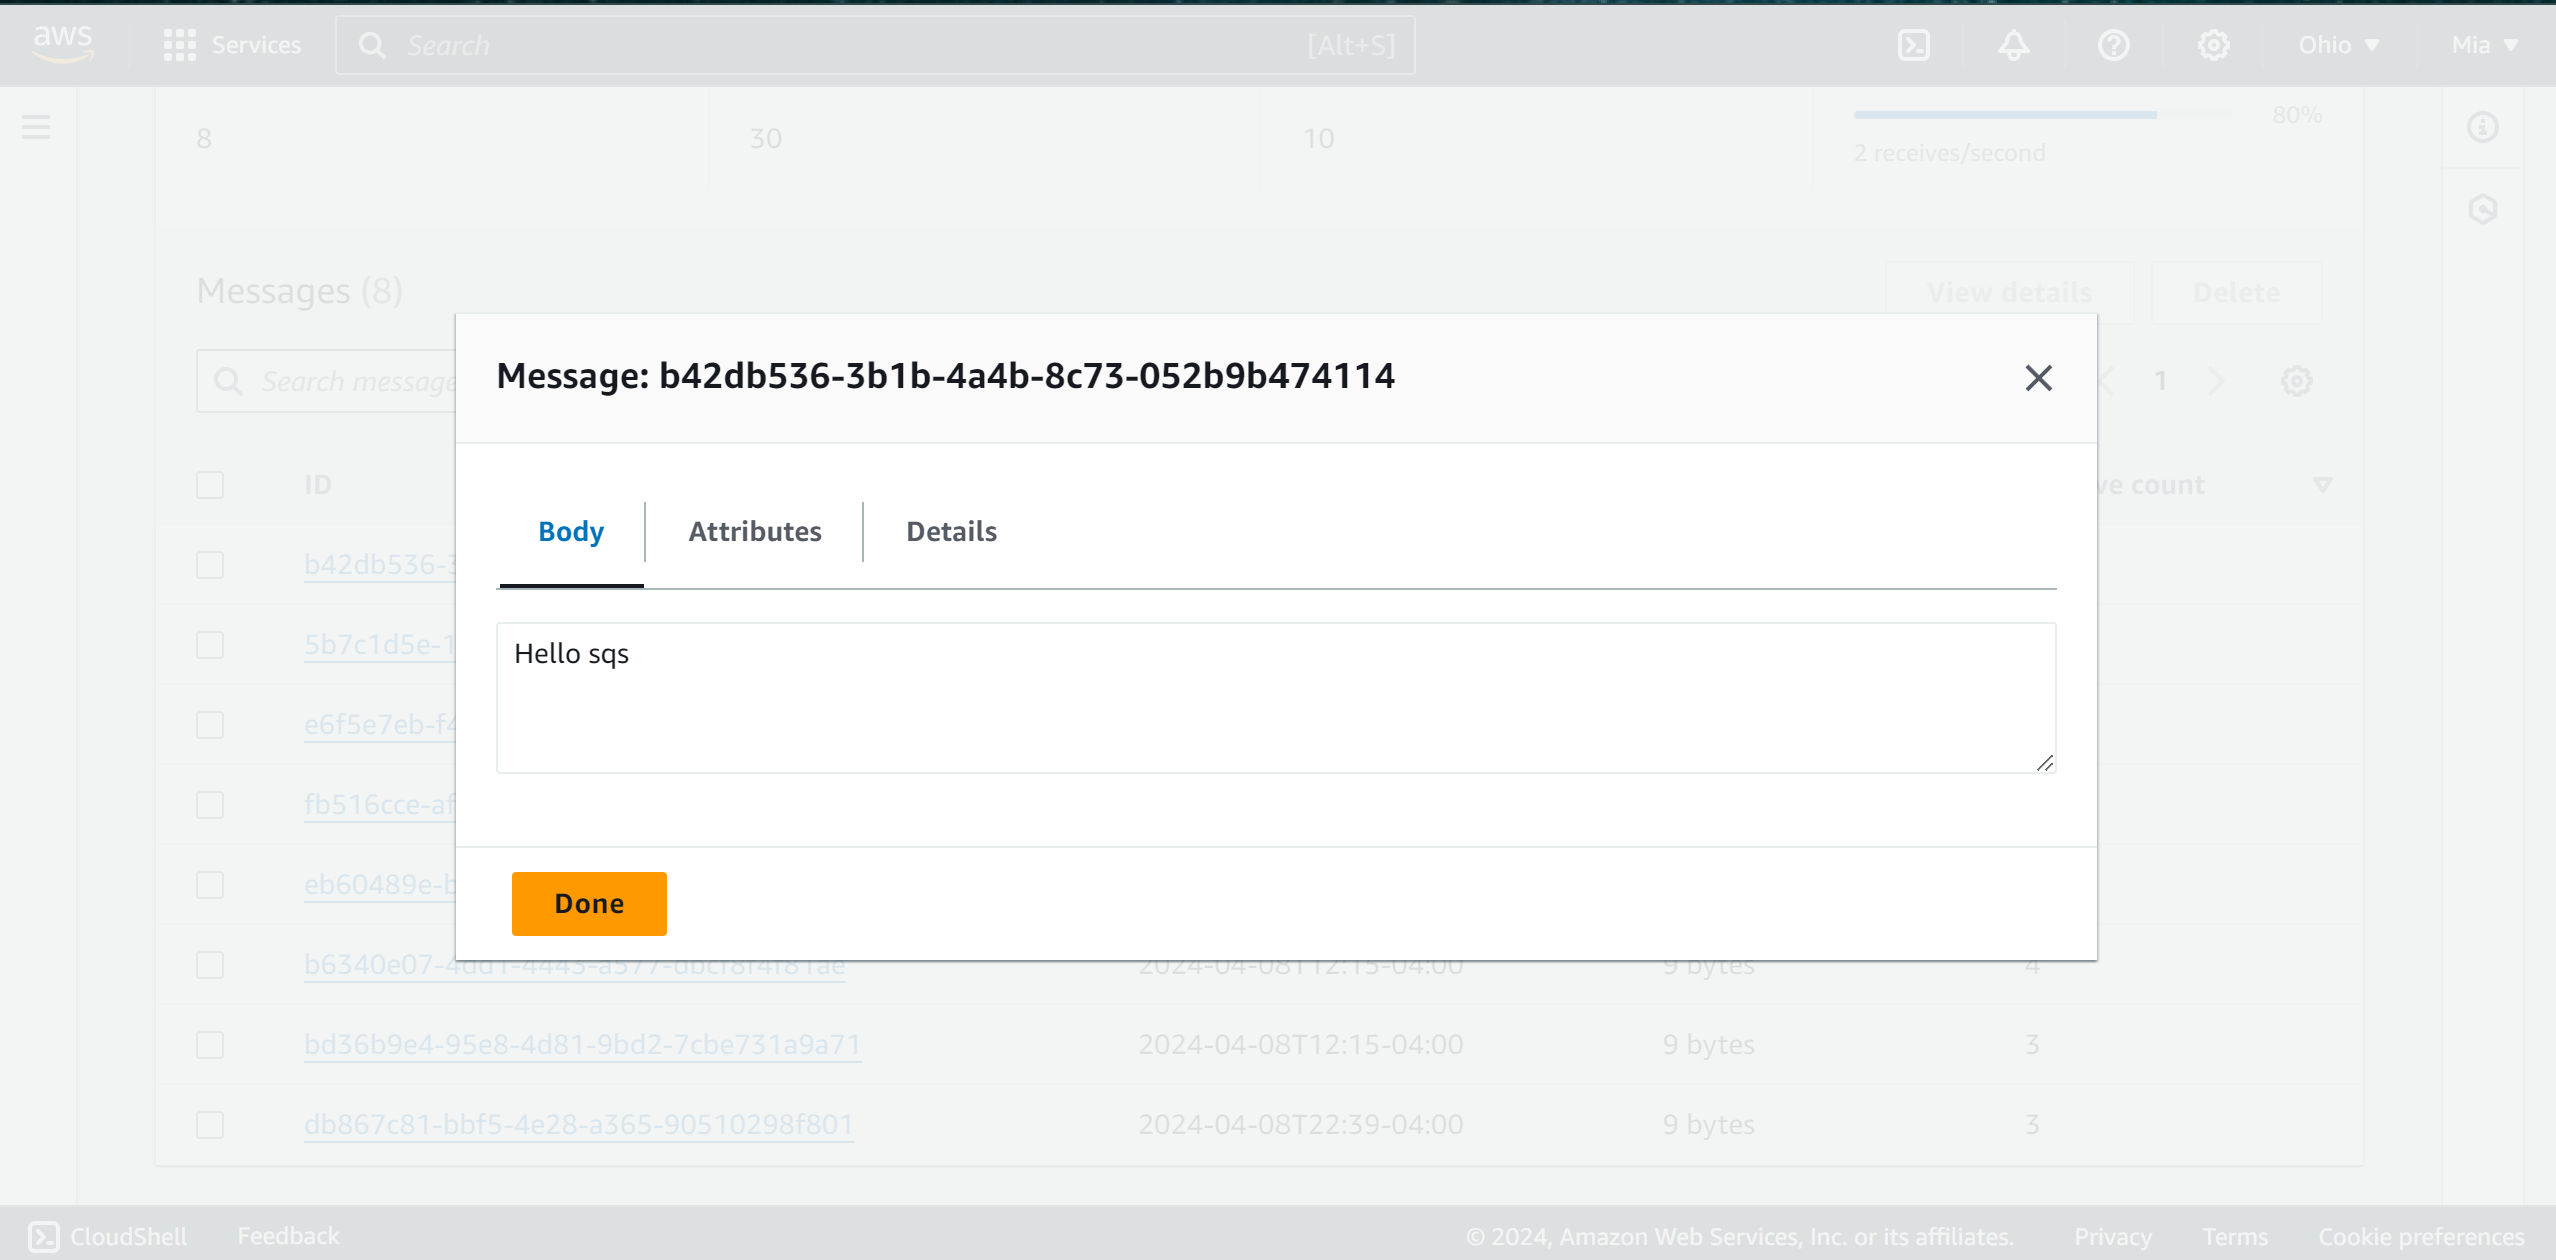 aws Services Search [Alt+S] Ohio Mia
8 30 10 80%
2 receives/second
Messages (8) View details Delete
Message: b42db536-3b1b-4a4b-8c73-052b9b474114
Search message 1
ID ve count
Body Attributes Details
b42db536-3
5b7c1d5e-1
Hello sqs
e6f5e7eb-f4
fb516cce-af
eb60489e-b
Done
b6340e07-4dd1-4443-a577-dbcf8f4f81ae 2024-04-08T12:15-04:00 9 bytes 4
bd36b9e4-95e8-4d81-9bd2-7cbe731a9a71 2024-04-08T12:15-04:00 9 bytes 3
db867c81-bbf5-4e28-a365-90510298f801 2024-04-08T22:39-04:00 9 bytes 3
CloudShell Feedback © 2024, Amazon Web Services, Inc. or its affiliates. Privacy Terms Cookie preferences